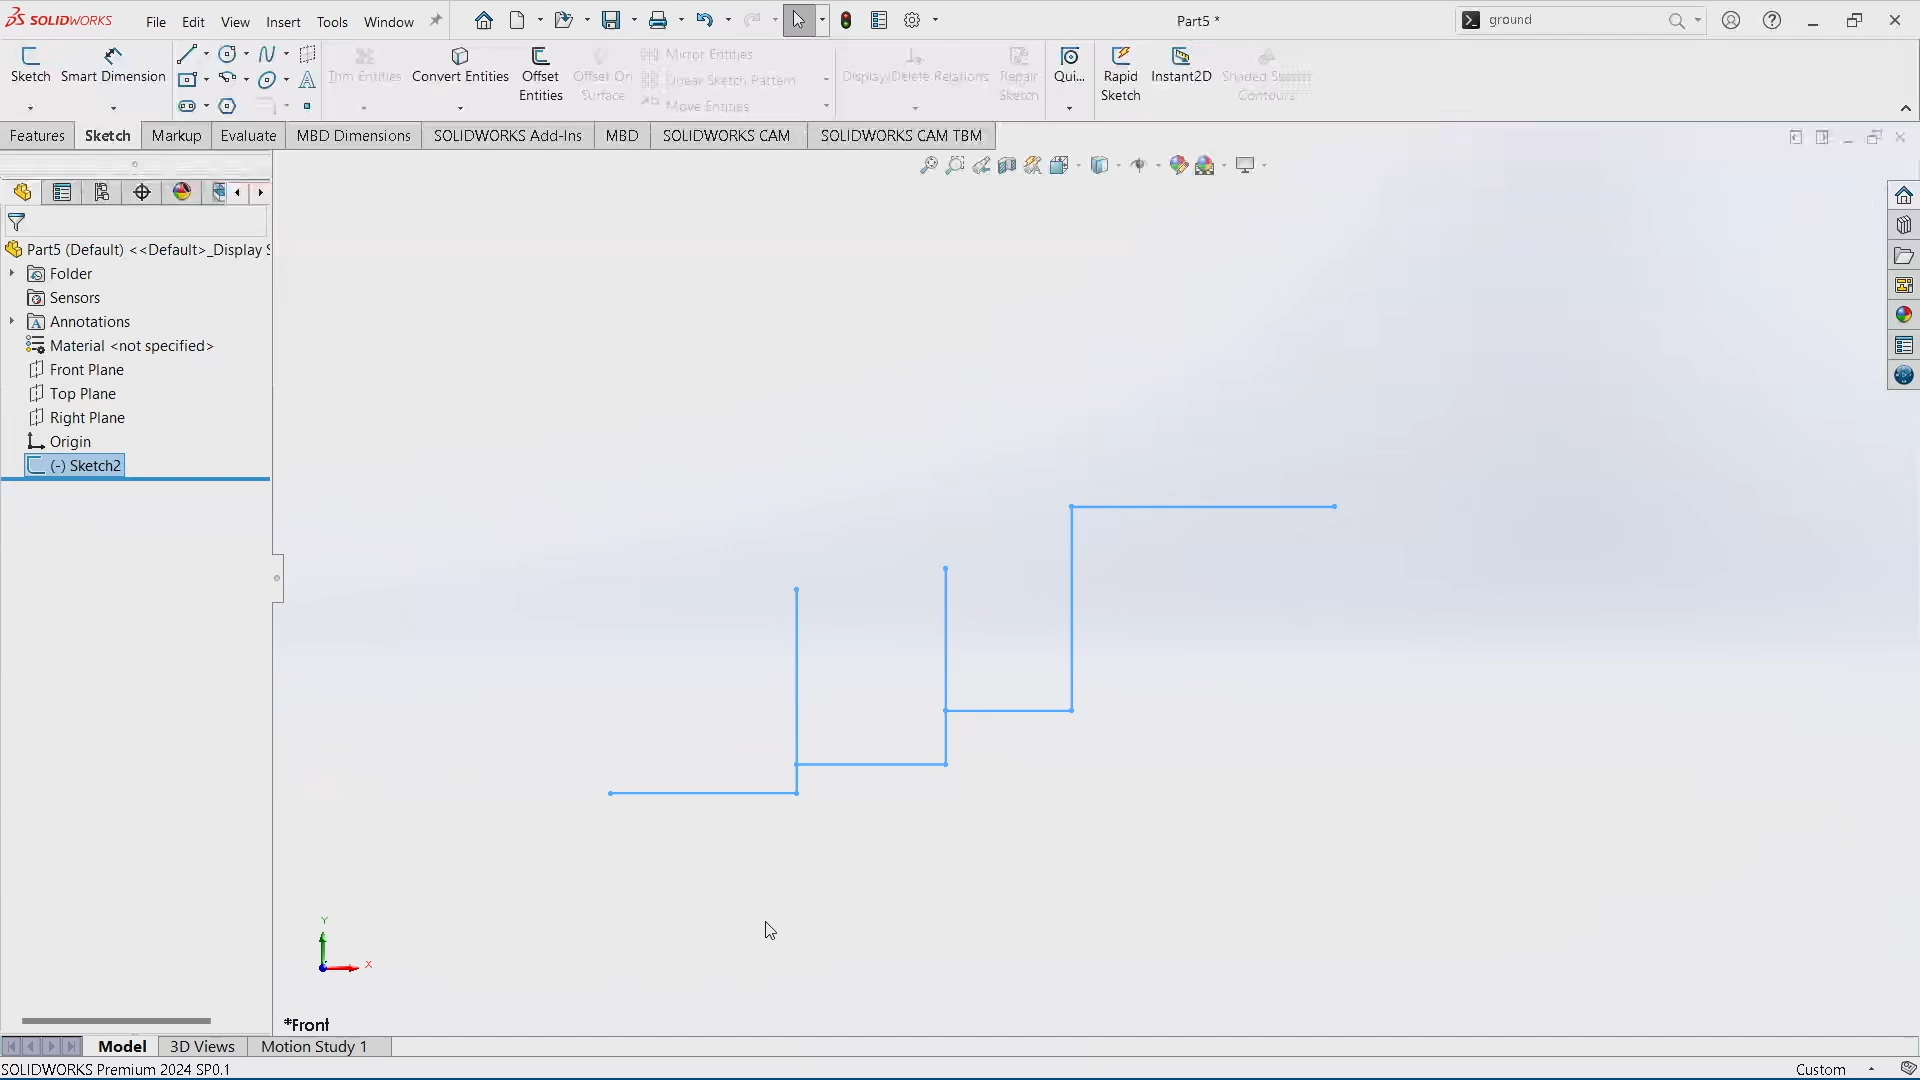 SOLIDWORKS
File Edit View Insert Tools Window
Part5 *
ground
Sketch
Smart Dimension
Trim Entities
Convert Entities
Offset Entities
Offset On Surface
Mirror Entities
Linear Sketch Pattern
Move Entities
Display/Delete Relations
Repair Sketch
Qui...
Rapid Sketch
Instant2D
Shaded Sketch Contours
Features Sketch Markup Evaluate MBD Dimensions SOLIDWORKS Add-Ins MBD SOLIDWORKS CAM SOLIDWORKS CAM TBM
Part5 (Default) <<Default>_Display S
Folder
Sensors
Annotations
Material <not specified>
Front Plane
Top Plane
Right Plane
Origin
(-) Sketch2
Y
X
*Front
Model 3D Views Motion Study 1
SOLIDWORKS Premium 2024 SP0.1
Custom